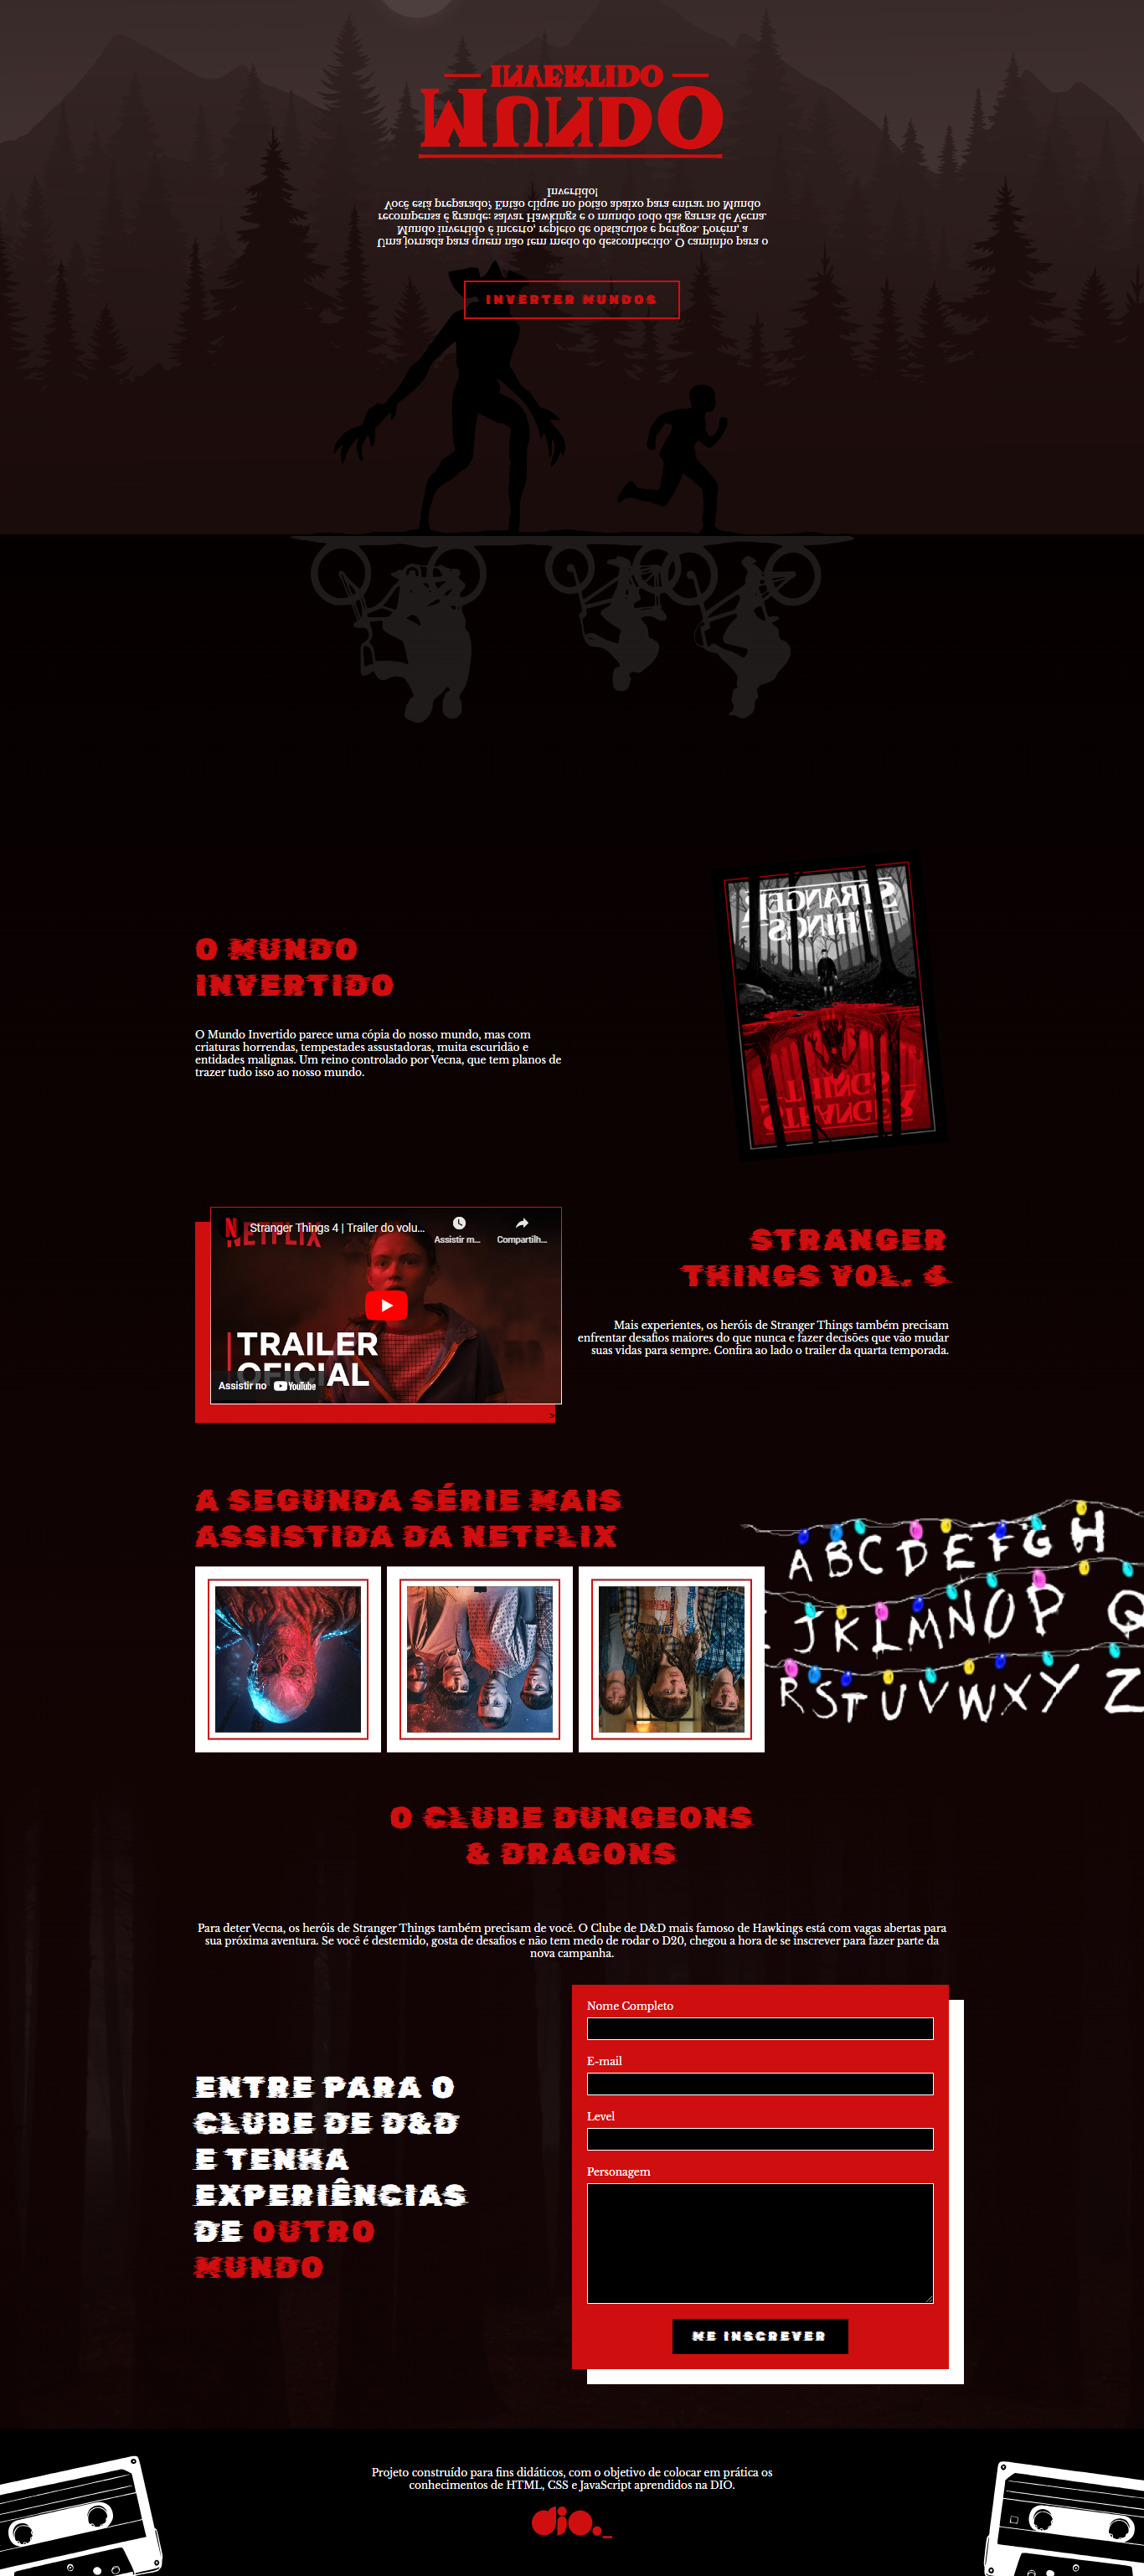 INVERTIDO
MUNDO
Uma jornada para quem não tem medo do desconhecido. O caminho para o
Mundo invertido é incerto, repleto de obstáculos e perigos. Porém, a
recompensa é grande: salvar Hawkings e o mundo todo das garras de Vecna.
Você está preparado? Então clique no botão abaixo para entrar no Mundo
Invertido!
INVERTER MUNDOS
STRANGER
THINGS
THINGS
STRANGER
O MUNDO
INVERTIDO
O Mundo Invertido parece uma cópia do nosso mundo, mas com
criaturas horrendas, tempestades assustadoras, muita escuridão e
entidades malignas. Um reino controlado por Vecna, que tem planos de
trazer tudo isso ao nosso mundo.
N
NETFLIX
Stranger Things 4 | Trailer do volu...
Assistir m...
Compartilh...
TRAILER
OFICIAL
Assistir no YouTube
>
STRANGER
THINGS VOL. 4
Mais experientes, os heróis de Stranger Things também precisam
enfrentar desafios maiores do que nunca e fazer decisões que vão mudar
suas vidas para sempre. Confira ao lado o trailer da quarta temporada.
A SEGUNDA SÉRIE MAIS
ASSISTIDA DA NETFLIX
A B C D E F G H
J K L M N O P Q
R S T U V W X Y Z
O CLUBE DUNGEONS
& DRAGONS
Para deter Vecna, os heróis de Stranger Things também precisam de você. O Clube de D&D mais famoso de Hawkings está com vagas abertas para
sua próxima aventura. Se você é destemido, gosta de desafios e não tem medo de rodar o D20, chegou a hora de se inscrever para fazer parte da
nova campanha.
ENTRE PARA O
CLUBE DE D&D
E TENHA
EXPERIÊNCIAS
DE OUTRO
MUNDO
Nome Completo
E-mail
Level
Personagem
ME INSCREVER
Projeto construído para fins didáticos, com o objetivo de colocar em prática os
conhecimentos de HTML, CSS e JavaScript aprendidos na DIO.
dio._